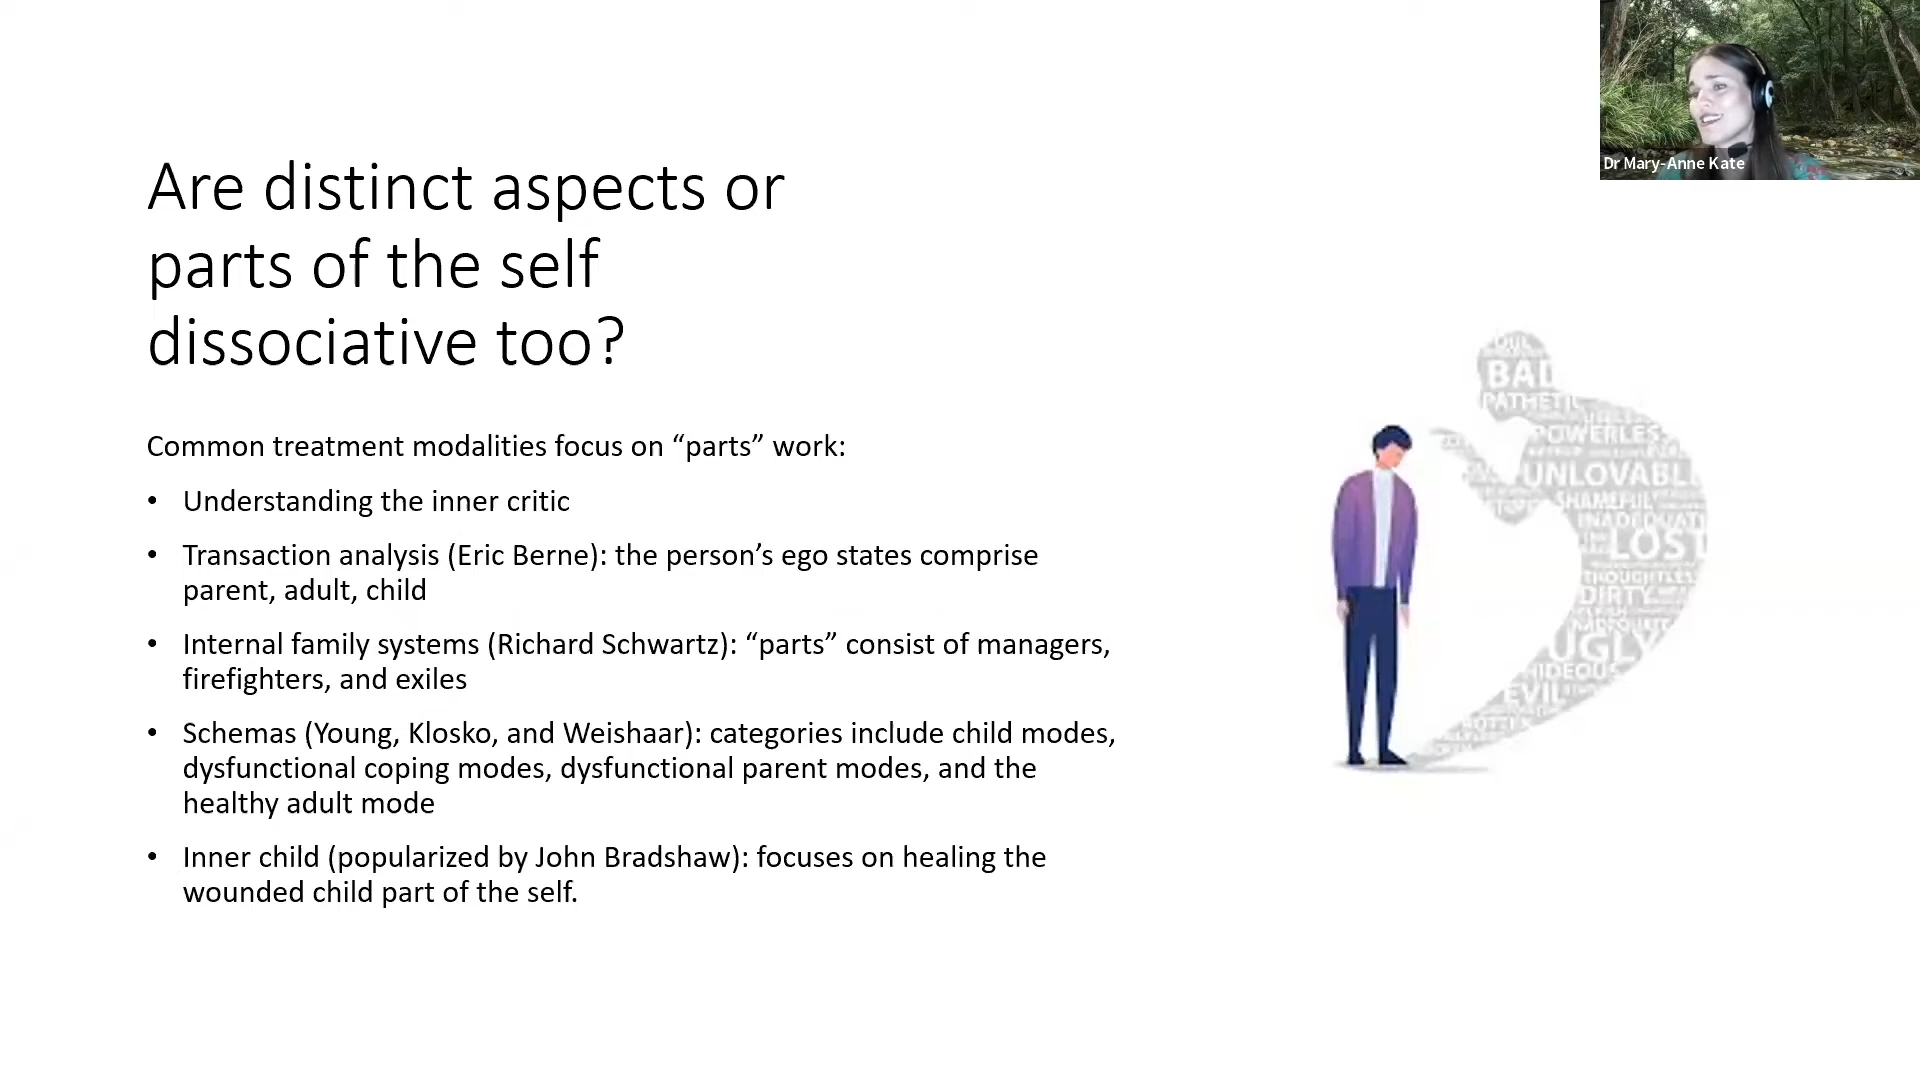 Dr Mary-Anne Kate
Are distinct aspects or
parts of the self
dissociative too?
Common treatment modalities focus on “parts” work:
• Understanding the inner critic
• Transaction analysis (Eric Berne): the person’s ego states comprise
parent, adult, child
• Internal family systems (Richard Schwartz): “parts” consist of managers,
firefighters, and exiles
• Schemas (Young, Klosko, and Weishaar): categories include child modes,
dysfunctional coping modes, dysfunctional parent modes, and the
healthy adult mode
• Inner child (popularized by John Bradshaw): focuses on healing the
wounded child part of the self.
BAD
PATHETIC
POWERLES
UNLOVABL
SHAMEFUL
INADEQUAT
LOST
THOUGHTLES
DIRTY
UGLY
HIDEOUS
EVIL